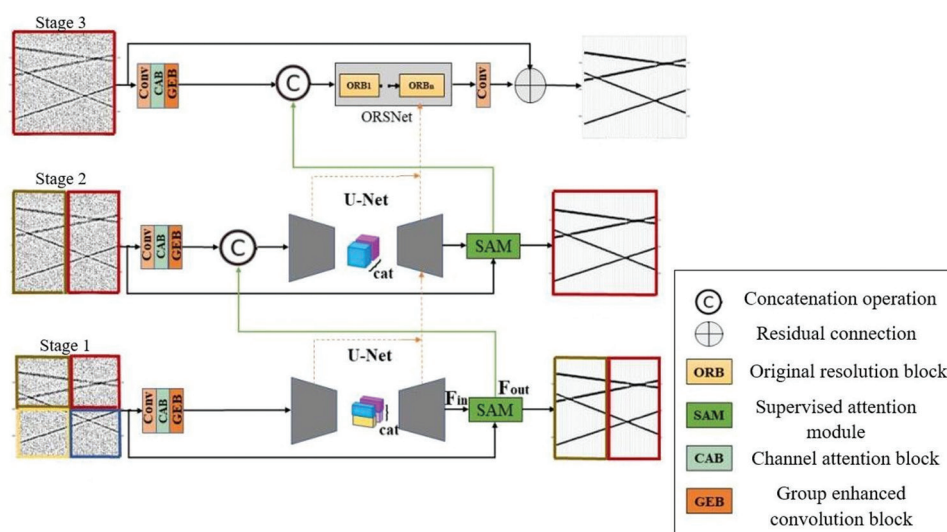 Stage 3
Conv
CAB
GEB
C
ORB1
ORBn
Conv
ORSNet
Stage 2
Conv
CAB
GEB
C
U-Net
cat
SAM
Stage 1
Conv
CAB
GEB
U-Net
cat
Fin
Fout
SAM
C Concatenation operation
Residual connection
ORB Original resolution block
SAM Supervised attention
module
CAB Channel attention block
GEB Group enhanced
convolution block